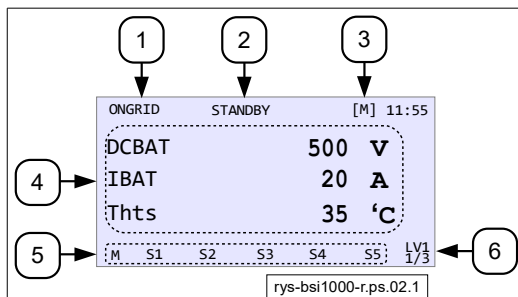 1 2 3
ONGRID STANDBY [M] 11:55
DCBAT 500 V
4 IBAT 20 A
Thts 35 ‘C
5 M S1 S2 S3 S4 S5 LV1 6
1/3
rys-bsi1000-r.ps.02.1